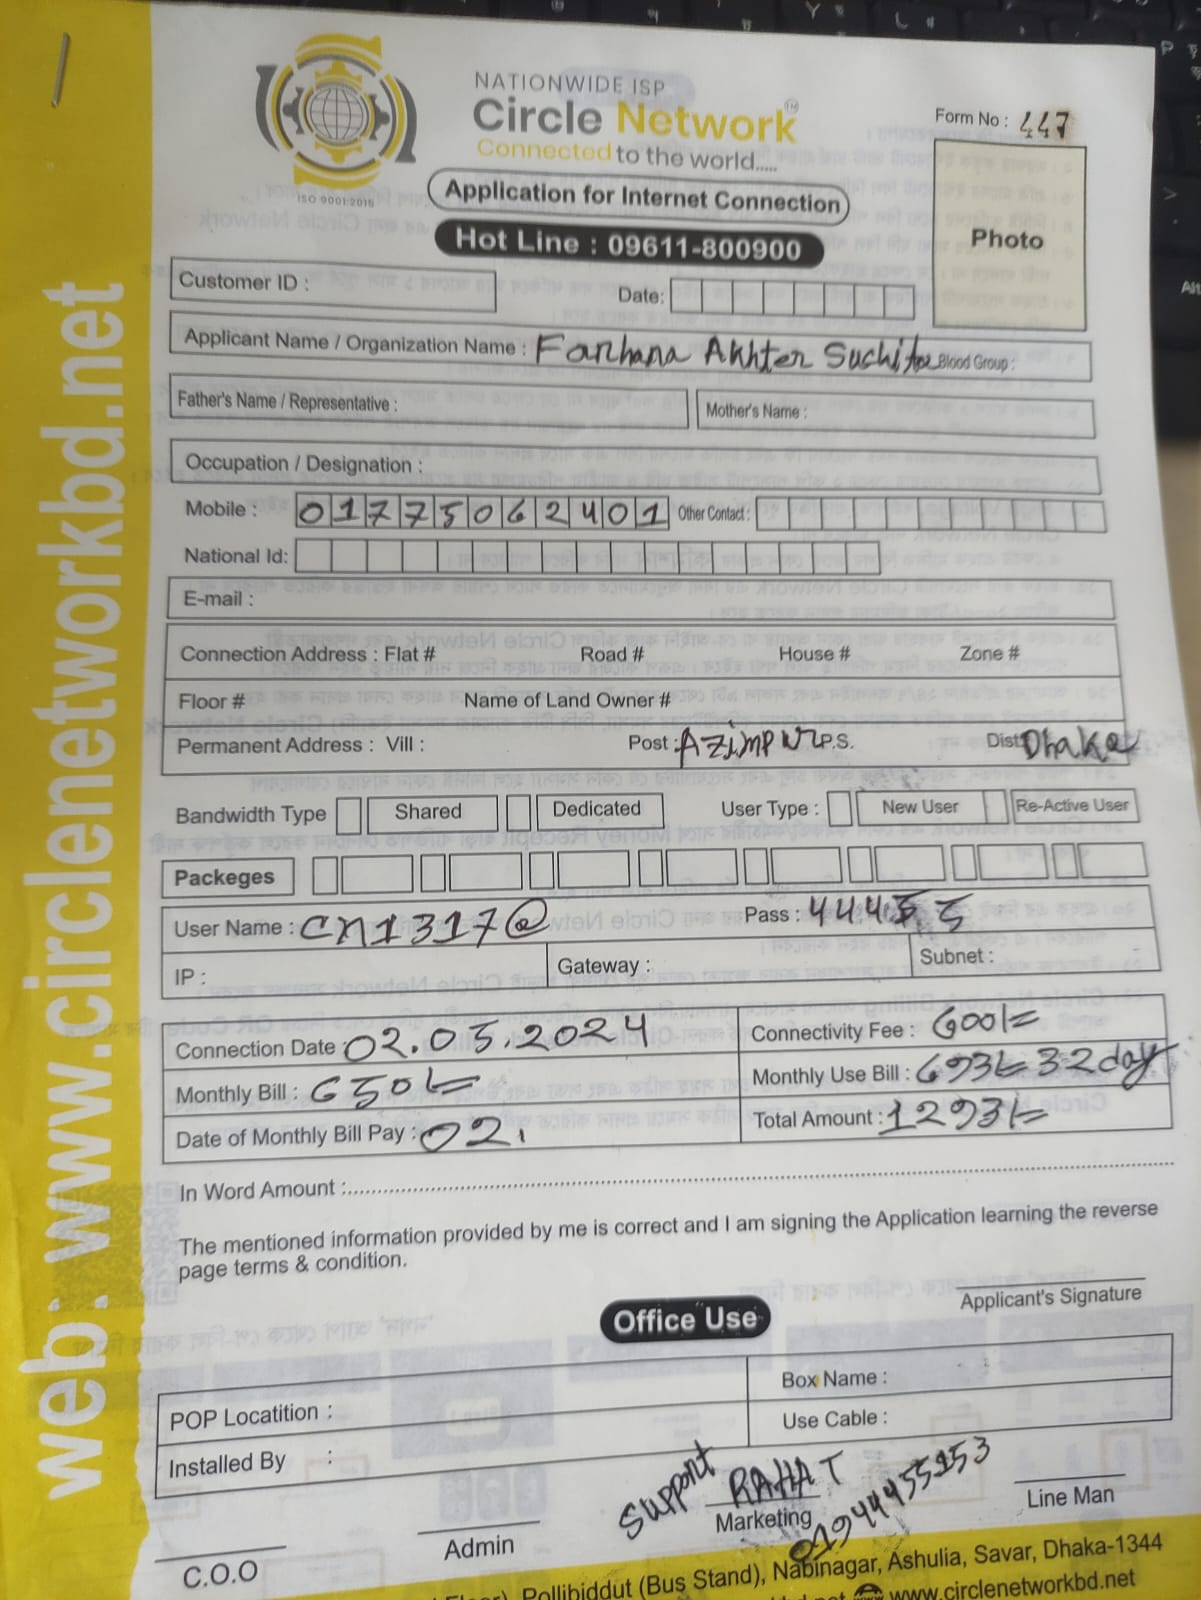 NATIONWIDE ISP
Circle Network
TM
Connected to the world.....
ISO 9001:2015
Form No : 447
Application for Internet Connection
Hot Line : 09611-800900
Photo
Customer ID :
Date:
Applicant Name / Organization Name : Farhana Akhter Suchita Blood Group :
Father's Name / Representative :
Mother's Name :
Occupation / Designation :
Mobile : 01775062401 Other Contact :
National Id:
E-mail :
Connection Address : Flat # Road # House # Zone #
Floor # Name of Land Owner #
Permanent Address : Vill : Post : Azimpur P.S. Dist: Dhaka
Bandwidth Type Shared Dedicated User Type : New User Re-Active User
Packeges
User Name : CN1317@ Pass : 44455
IP : Gateway : Subnet :
Connection Date : 02.05.2024 Connectivity Fee : 600/=
Monthly Bill : 650/= Monthly Use Bill : 693/= 32 day
Date of Monthly Bill Pay : 02. Total Amount : 1293/=
In Word Amount :
The mentioned information provided by me is correct and I am signing the Application learning the reverse
page terms & condition.
Applicant's Signature
Office Use
Box Name :
POP Locatition :
Use Cable :
Installed By :
Support RAHAT
01944455153
C.O.O Admin Marketing Line Man
Pollibiddut (Bus Stand), Nabinagar, Ashulia, Savar, Dhaka-1344
www.circlenetworkbd.net
web: www.circlenetworkbd.net